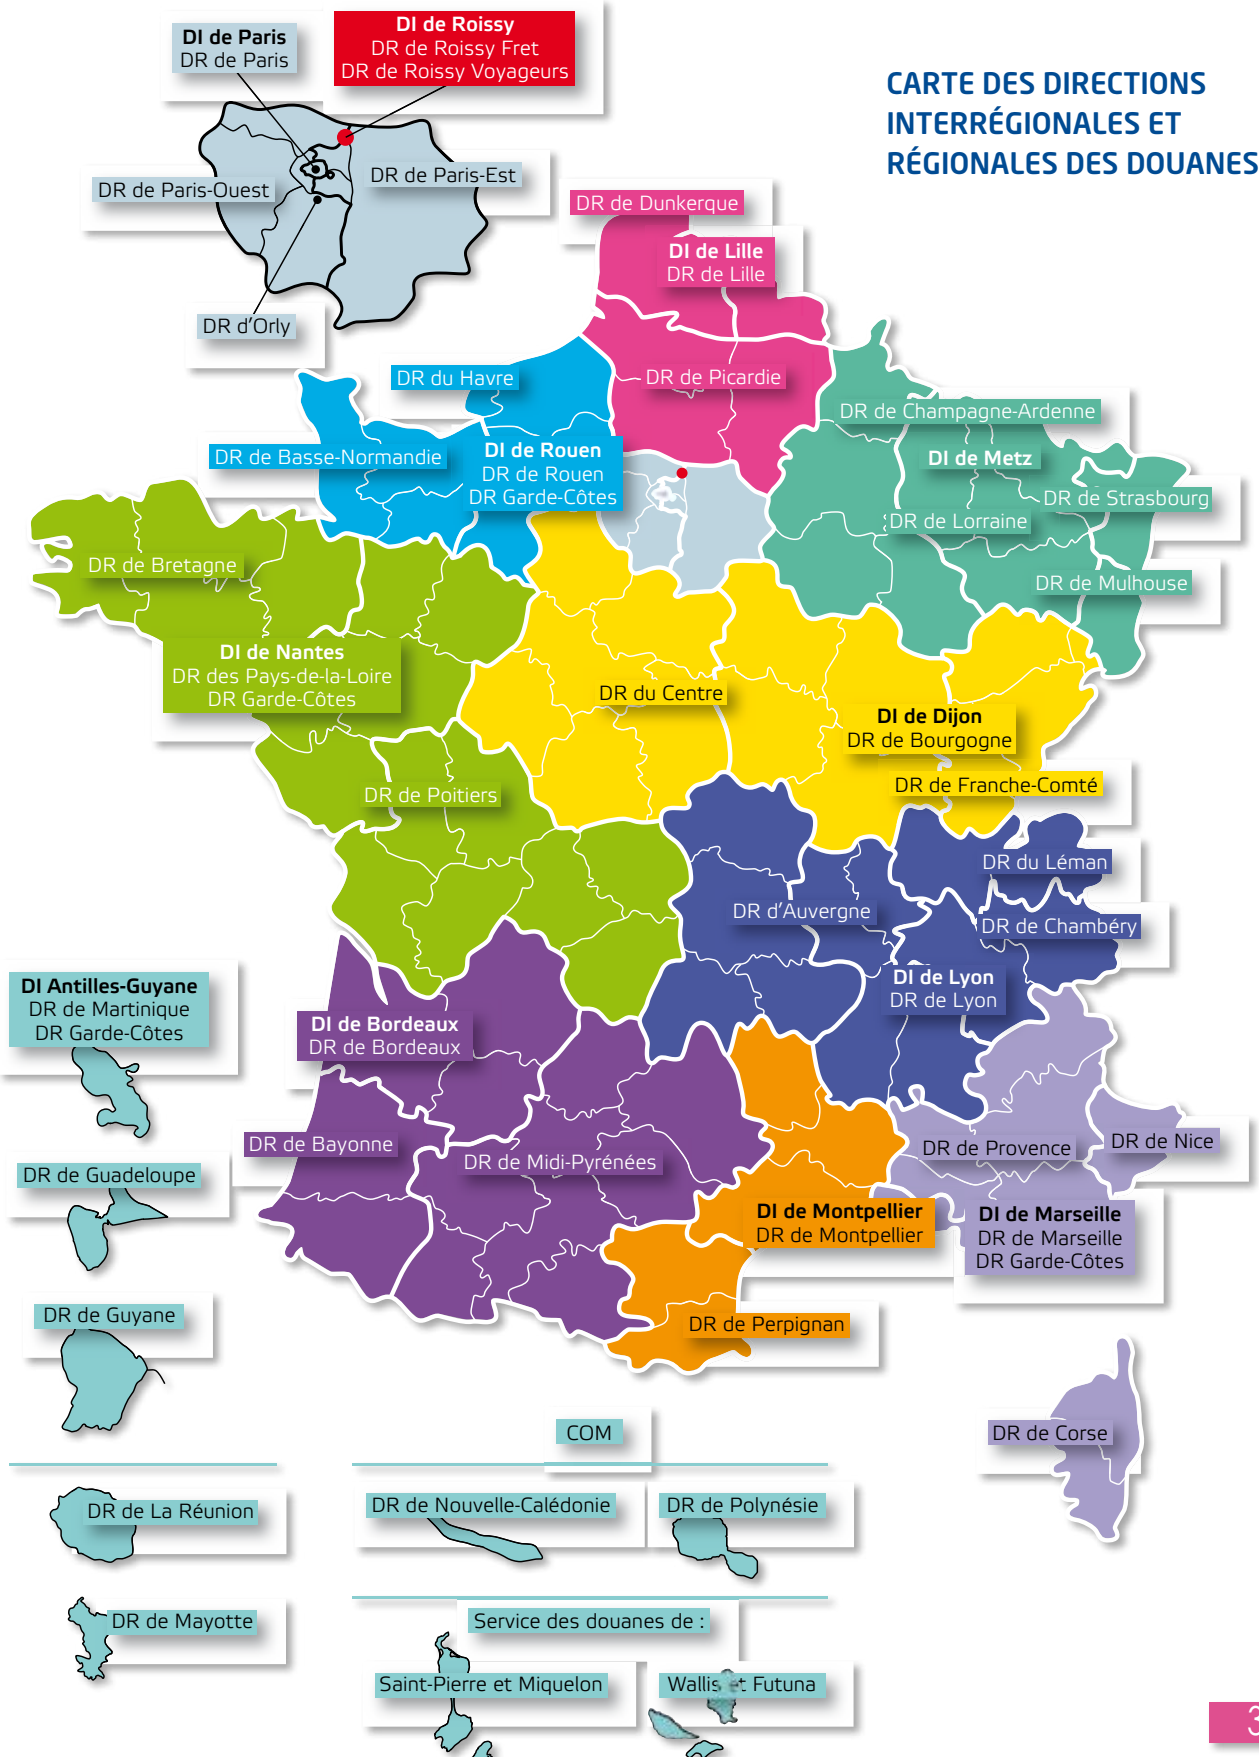 DI de Paris
DR de Paris
DI de Roissy
DR de Roissy Fret
DR de Roissy Voyageurs
CARTE DES DIRECTIONS
INTERRÉGIONALES ET
RÉGIONALES DES DOUANES
DR de Paris-Ouest
DR de Paris-Est
DR d'Orly
DR de Dunkerque
DI de Lille
DR de Lille
DR de Picardie
DR du Havre
DR de Basse-Normandie
DI de Rouen
DR de Rouen
DR Garde-Côtes
DR de Champagne-Ardenne
DI de Metz
DR de Strasbourg
DR de Lorraine
DR de Mulhouse
DR de Bretagne
DI de Nantes
DR des Pays-de-la-Loire
DR Garde-Côtes
DR du Centre
DI de Dijon
DR de Bourgogne
DR de Franche-Comté
DR de Poitiers
DR du Léman
DR d'Auvergne
DR de Chambéry
DI de Lyon
DR de Lyon
DI Antilles-Guyane
DR de Martinique
DR Garde-Côtes
DI de Bordeaux
DR de Bordeaux
DR de Bayonne
DR de Midi-Pyrénées
DR de Provence
DR de Nice
DR de Guadeloupe
DI de Montpellier
DR de Montpellier
DI de Marseille
DR de Marseille
DR Garde-Côtes
DR de Guyane
DR de Perpignan
DR de Corse
COM
DR de La Réunion
DR de Nouvelle-Calédonie
DR de Polynésie
DR de Mayotte
Service des douanes de :
Saint-Pierre et Miquelon
Wallis et Futuna
3